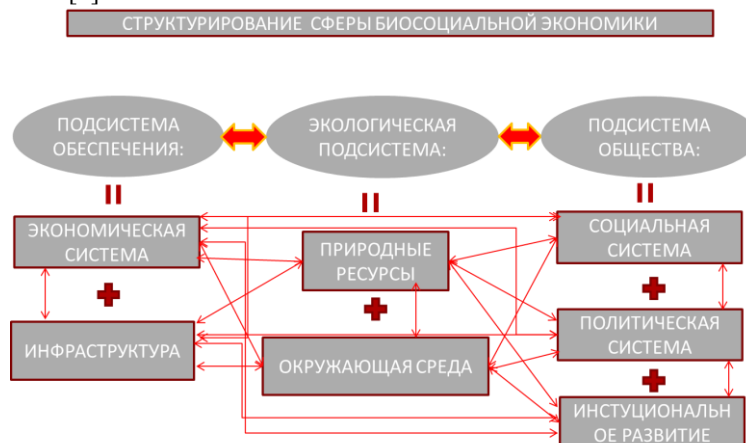 СТРУКТУРИРОВАНИЕ СФЕРЫ БИОСОЦИАЛЬНОЙ ЭКОНОМИКИ
ПОДСИСТЕМА
ОБЕСПЕЧЕНИЯ:
ЭКОЛОГИЧЕСКАЯ
ПОДСИСТЕМА:
ПОДСИСТЕМА
ОБЩЕСТВА:
ЭКОНОМИЧЕСКАЯ
СИСТЕМА
ПРИРОДНЫЕ
РЕСУРСЫ
СОЦИАЛЬНАЯ
СИСТЕМА
ИНФРАСТРУКТУРА
ОКРУЖАЮЩАЯ СРЕДА
ПОЛИТИЧЕСКАЯ
СИСТЕМА
ИНСТУЦИОНАЛЬН
ОЕ РАЗВИТИЕ